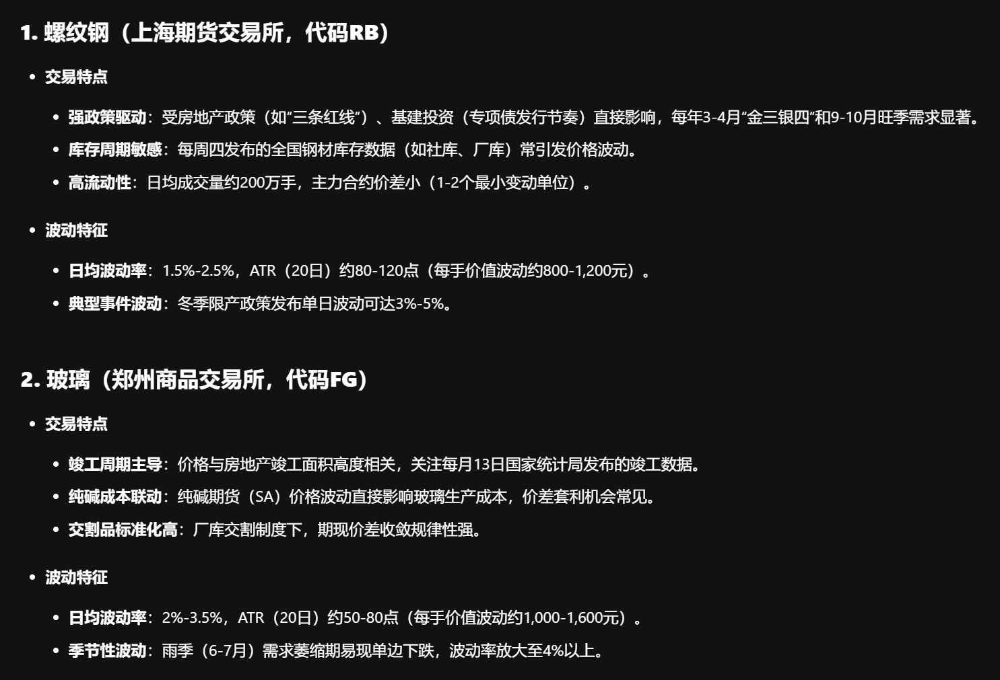 1. 螺纹钢（上海期货交易所，代码RB）
• 交易特点
• 强政策驱动：受房地产政策（如“三条红线”）、基建投资（专项债发行节奏）直接影响，每年3-4月“金三银四”和9-10月旺季需求显著。
• 库存周期敏感：每周四发布的全国钢材库存数据（如社库、厂库）常引发价格波动。
• 高流动性：日均成交量约200万手，主力合约价差小（1-2个最小变动单位）。
• 波动特征
• 日均波动率：1.5%-2.5%，ATR（20日）约80-120点（每手价值波动约800-1,200元）。
• 典型事件波动：冬季限产政策发布单日波动可达3%-5%。
2. 玻璃（郑州商品交易所，代码FG）
• 交易特点
• 竣工周期主导：价格与房地产竣工面积高度相关，关注每月13日国家统计局发布的竣工数据。
• 纯碱成本联动：纯碱期货（SA）价格波动直接影响玻璃生产成本，价差套利机会常见。
• 交割品标准化高：厂库交割制度下，期现价差收敛规律性强。
• 波动特征
• 日均波动率：2%-3.5%，ATR（20日）约50-80点（每手价值波动约1,000-1,600元）。
• 季节性波动：雨季（6-7月）需求萎缩期易现单边下跌，波动率放大至4%以上。